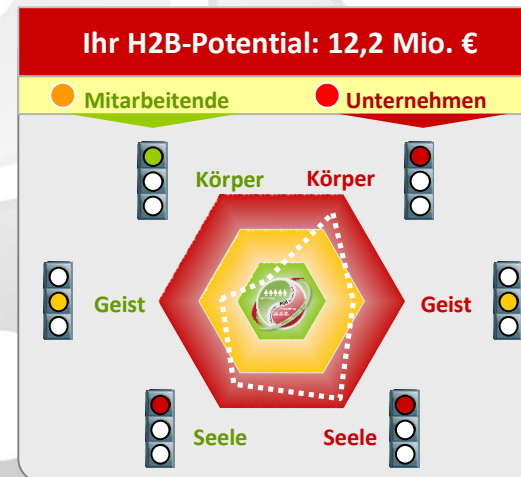 Ihr H2B-Potential: 12,2 Mio. €
Mitarbeitende
Unternehmen
Körper
Körper
Geist
Geist
Seele
Seele